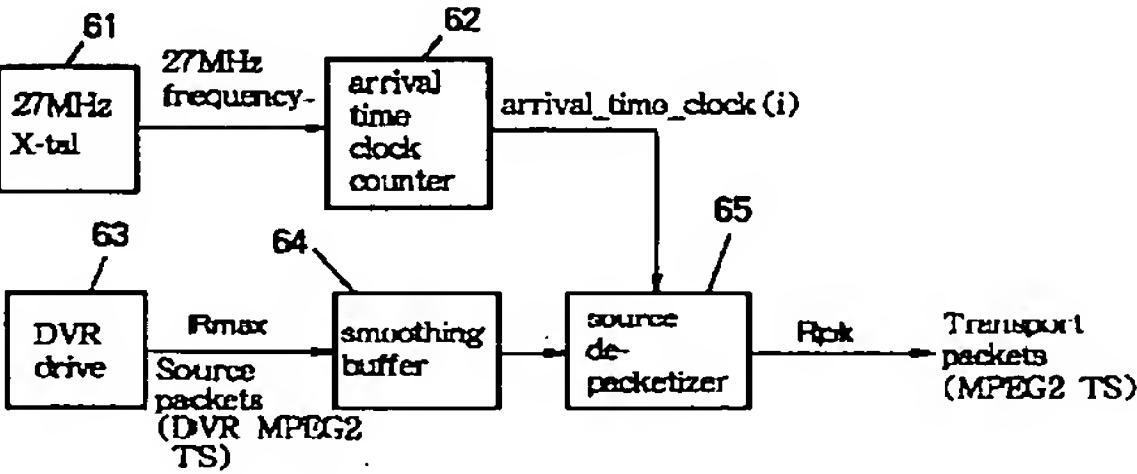 61
27MHz
X-tal
27MHz
frequency-
62
arrival
time
clock
counter
arrival_time_clock (i)
63
DVR
drive
Rmax
Source
packets
(DVR MPEG2
TS)
64
smoothing
buffer
65
source
de-
packetizer
Rpk
Transport
packets
(MPEG2 TS)